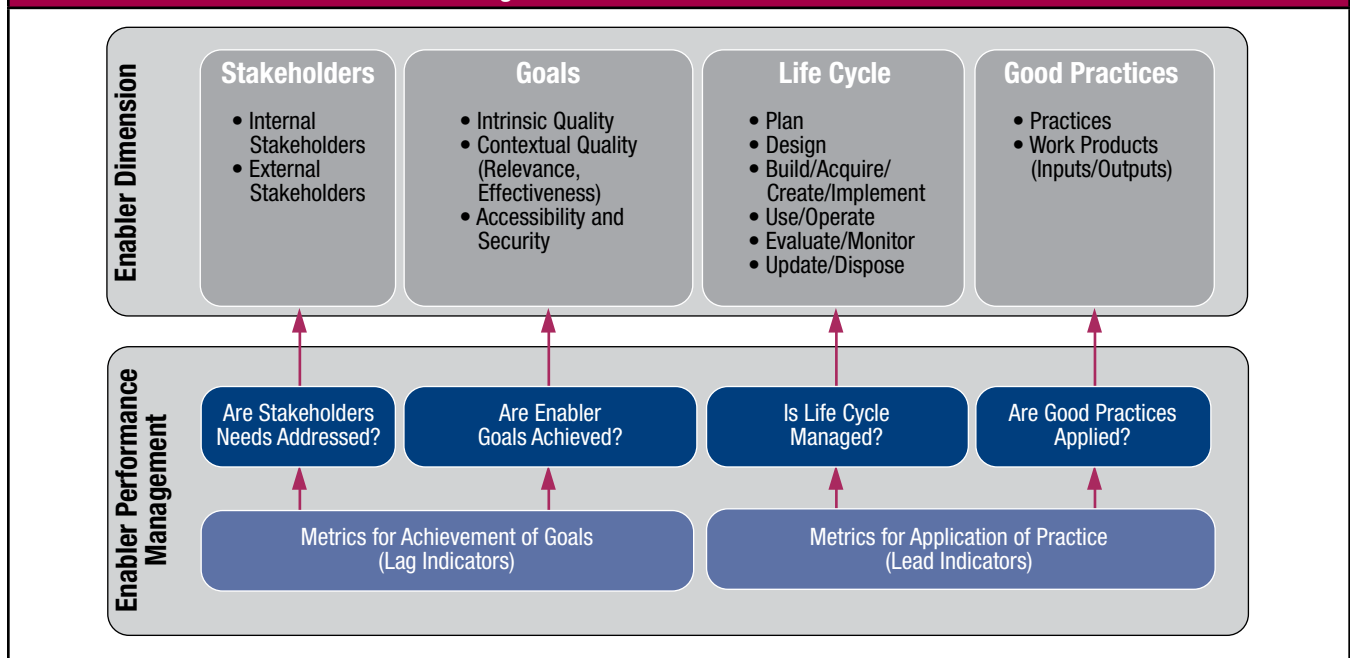 Enabler Dimension
Stakeholders
• Internal
Stakeholders
• External
Stakeholders
Goals
• Intrinsic Quality
• Contextual Quality
(Relevance,
Effectiveness)
• Accessibility and
Security
Life Cycle
• Plan
• Design
• Build/Acquire/
Create/Implement
• Use/Operate
• Evaluate/Monitor
• Update/Dispose
Good Practices
• Practices
• Work Products
(Inputs/Outputs)
Enabler Performance
Management
Are Stakeholders
Needs Addressed?
Are Enabler
Goals Achieved?
Is Life Cycle
Managed?
Are Good Practices
Applied?
Metrics for Achievement of Goals
(Lag Indicators)
Metrics for Application of Practice
(Lead Indicators)